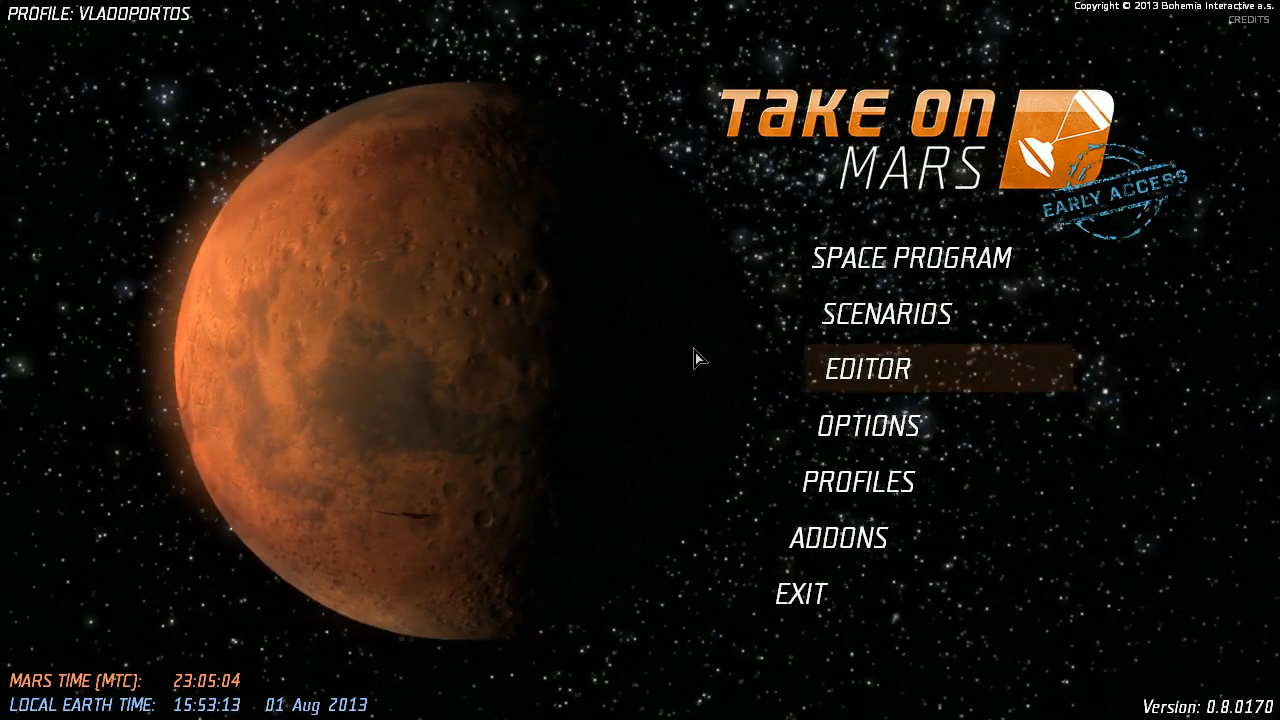 PROFILE: VLADOPORTOS
Copyright © 2013 Bohemia Interactive a.s.
CREDITS
TaKE ON
MARS
EARLY ACCESS
SPACE PROGRAM
SCENARIOS
EDITOR
OPTIONS
PROFILES
ADDONS
EXIT
MARS TIME (MTC): 23:05:04
LOCAL EARTH TIME: 15:53:13 01 Aug 2013
Version: 0.8.0170